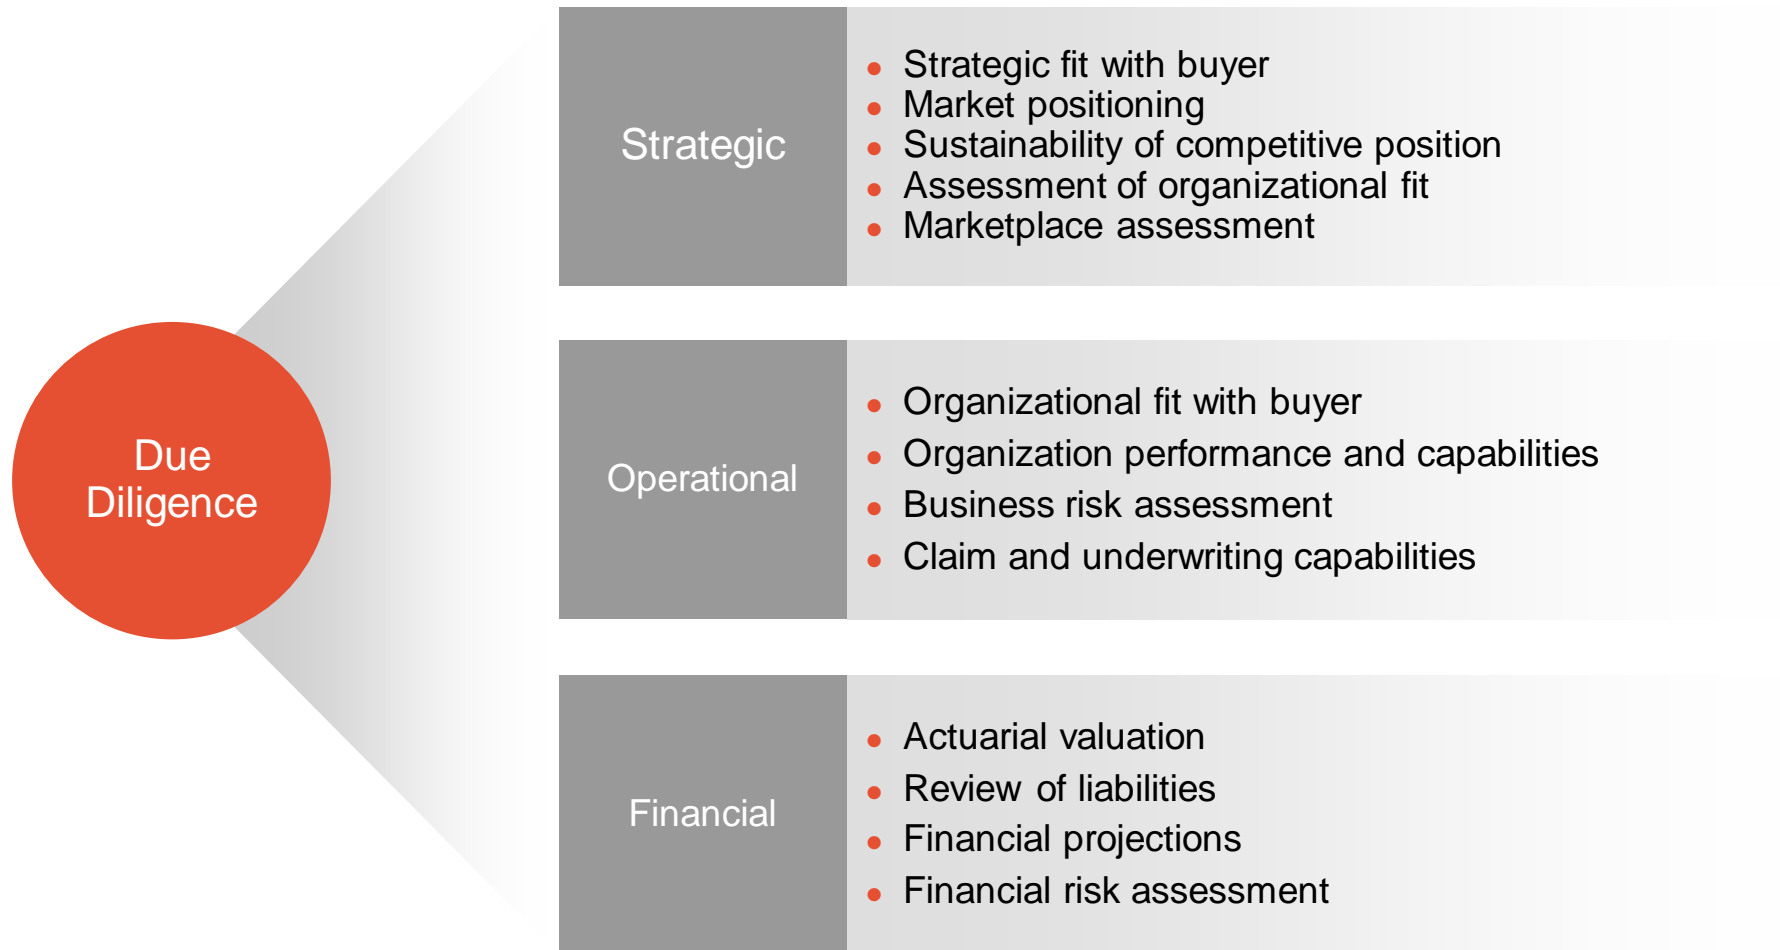 Due
Diligence
Strategic
• Strategic fit with buyer
• Market positioning
• Sustainability of competitive position
• Assessment of organizational fit
• Marketplace assessment
Operational
• Organizational fit with buyer
• Organization performance and capabilities
• Business risk assessment
• Claim and underwriting capabilities
Financial
• Actuarial valuation
• Review of liabilities
• Financial projections
• Financial risk assessment